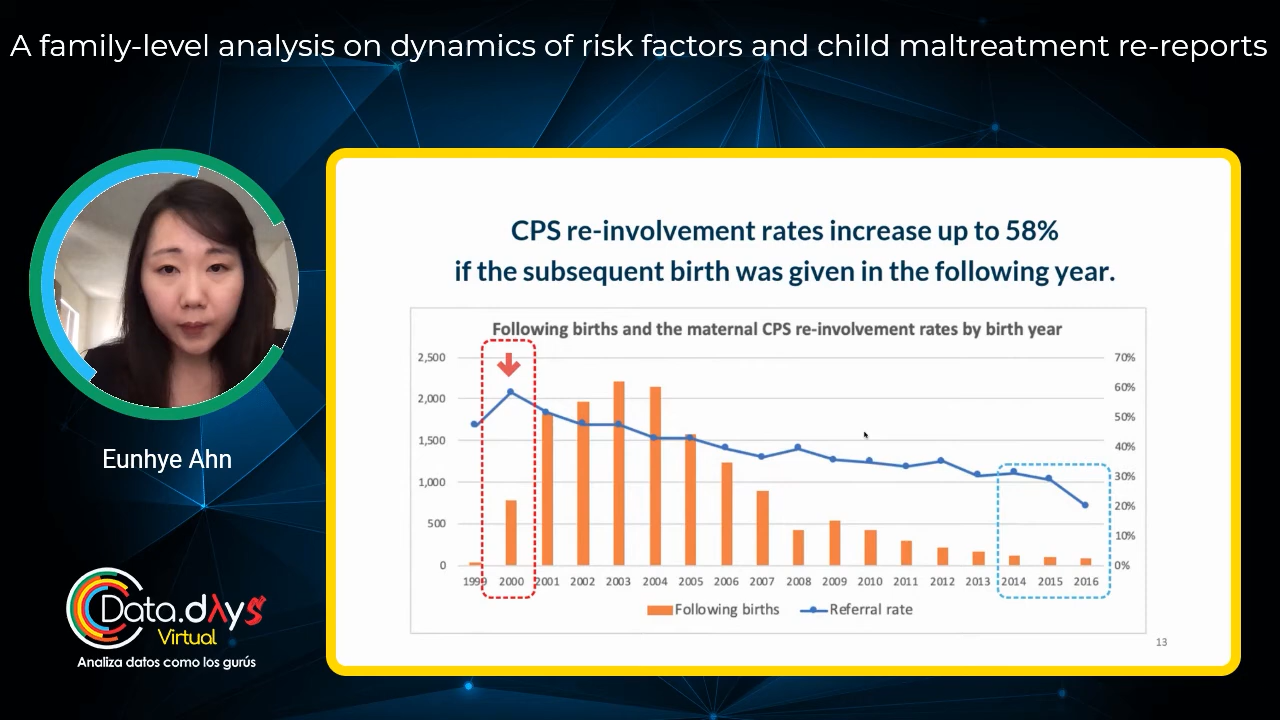 A family-level analysis on dynamics of risk factors and child maltreatment re-reports
CPS re-involvement rates increase up to 58%
if the subsequent birth was given in the following year.
Following births and the maternal CPS re-involvement rates by birth year
2,500
2,000
1,500
1,000
500
0
70%
60%
50%
40%
30%
20%
10%
0%
1999 2000 2001 2002 2003 2004 2005 2006 2007 2008 2009 2010 2011 2012 2013 2014 2015 2016
Following births Referral rate
13
Eunhye Ahn
Data.dλys
Virtual
Analiza datos como los gurús